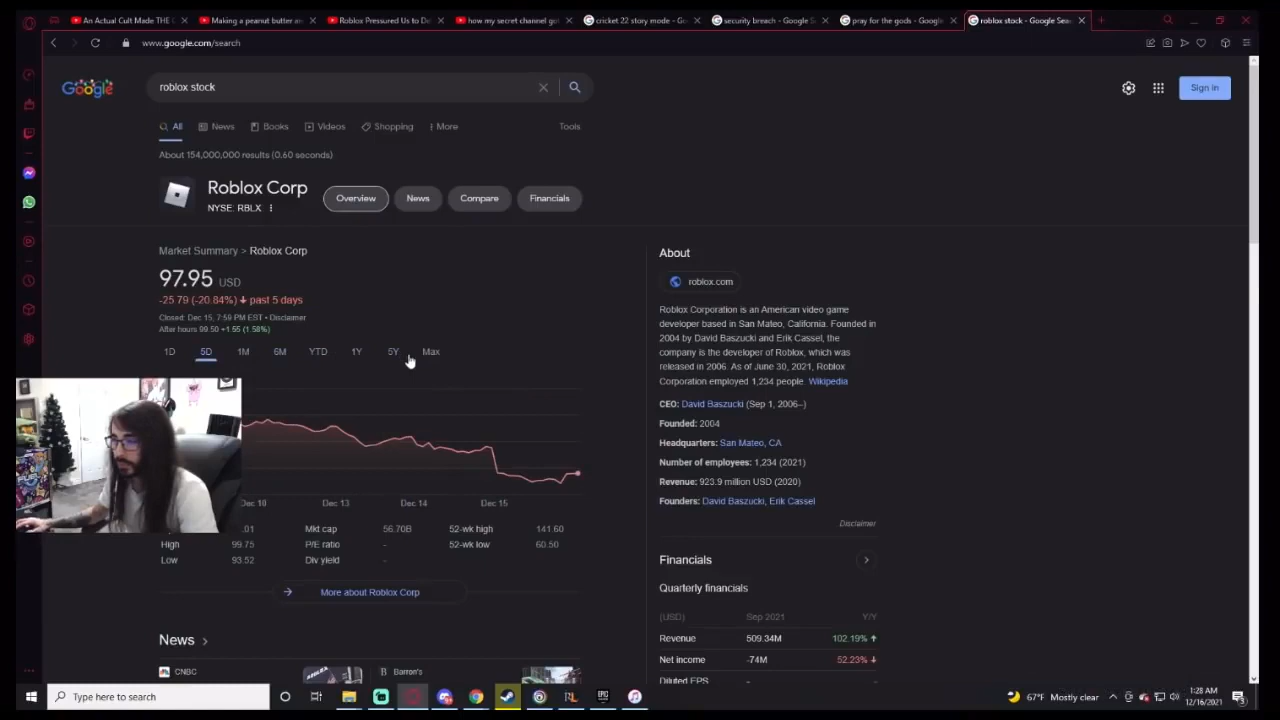 An Actual Cult Made THE
Making a peanut butter an
Roblox Pressured Us to De
how my secret channel got
cricket 22 story mode - Go
security breach - Google S
pray for the gods - Google
roblox stock - Google Sea
www.google.com/search
Google
roblox stock
Sign in
All
News
Books
Videos
Shopping
More
Tools
About 154,000,000 results (0.60 seconds)
Roblox Corp
NYSE: RBLX
Overview
News
Compare
Financials
Market Summary > Roblox Corp
97.95 USD
-25.79 (-20.84%) past 5 days
Closed: Dec 15, 7:59 PM EST • Disclaimer
After hours 99.50 +1.55 (1.58%)
1D 5D 1M 6M YTD 1Y 5Y Max
Dec 10 Dec 13 Dec 14 Dec 15
.01 Mkt cap 56.70B 52-wk high 141.60
High 99.75 P/E ratio - 52-wk low 60.50
Low 93.52 Div yield -
More about Roblox Corp
News
CNBC
Barron's
About
roblox.com
Roblox Corporation is an American video game
developer based in San Mateo, California. Founded in
2004 by David Baszucki and Erik Cassel, the
company is the developer of Roblox, which was
released in 2006. As of June 30, 2021, Roblox
Corporation employed 1,234 people. Wikipedia
CEO: David Baszucki (Sep 1, 2006–)
Founded: 2004
Headquarters: San Mateo, CA
Number of employees: 1,234 (2021)
Revenue: 923.9 million USD (2020)
Founders: David Baszucki, Erik Cassel
Disclaimer
Financials
Quarterly financials
(USD) Sep 2021 Y/Y
Revenue 509.34M 102.19%
Net income -74M 52.23%
Diluted EPS - -
Type here to search
67°F Mostly clear
1:28 AM
12/16/2021